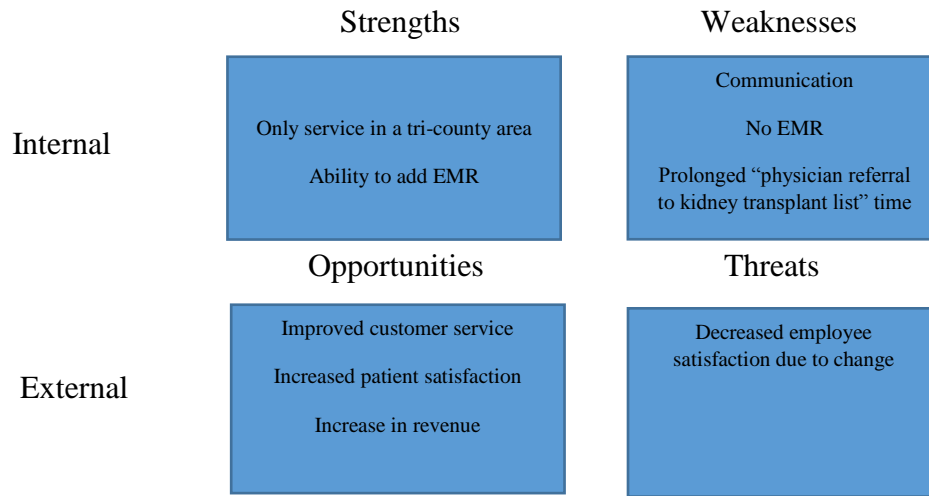 Strengths
Weaknesses
Internal
Only service in a tri-county area
Ability to add EMR
Communication
No EMR
Prolonged “physician referral
to kidney transplant list” time
Opportunities
Threats
External
Improved customer service
Increased patient satisfaction
Increase in revenue
Decreased employee
satisfaction due to change